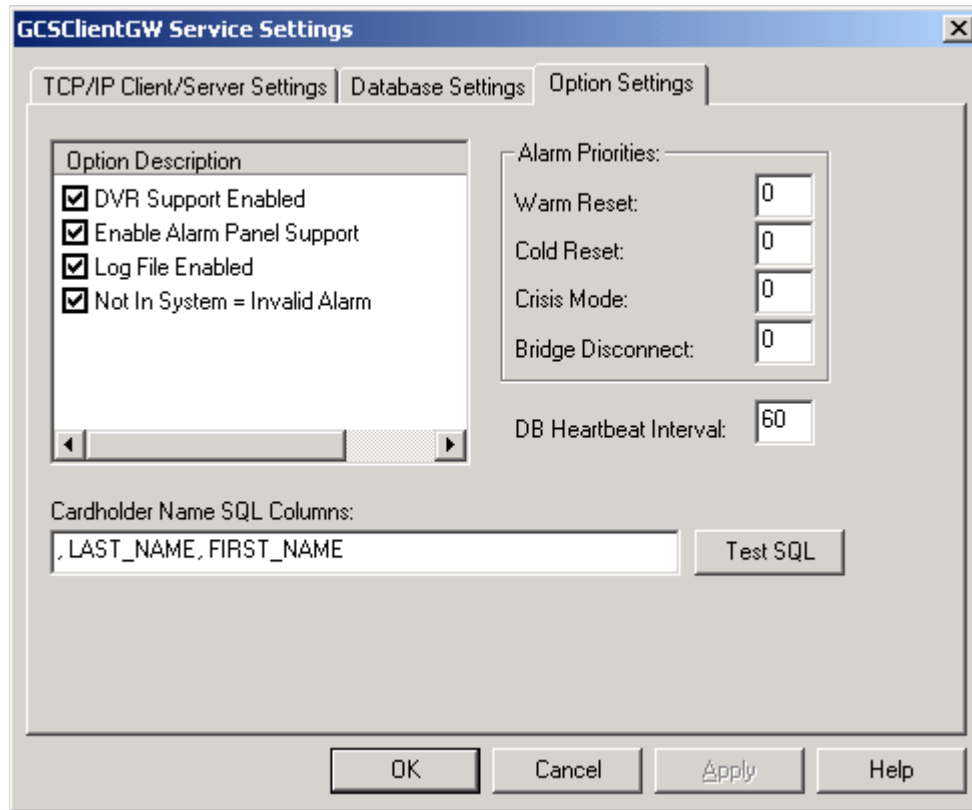 GCSClientGW Service Settings
TCP/IP Client/Server Settings
Database Settings
Option Settings
Option Description
DVR Support Enabled
Enable Alarm Panel Support
Log File Enabled
Not In System = Invalid Alarm
Alarm Priorities:
Warm Reset: 0
Cold Reset: 0
Crisis Mode: 0
Bridge Disconnect: 0
DB Heartbeat Interval: 60
Cardholder Name SQL Columns:
, LAST_NAME, FIRST_NAME
Test SQL
OK
Cancel
Apply
Help